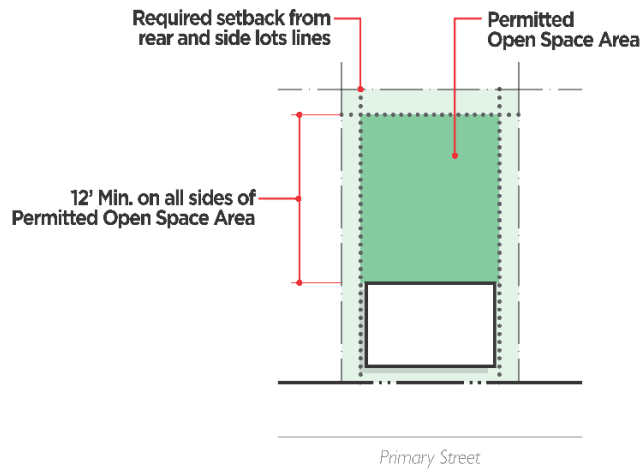 Required setback from
rear and side lots lines
Permitted
Open Space Area
12' Min. on all sides of
Permitted Open Space Area
Primary Street